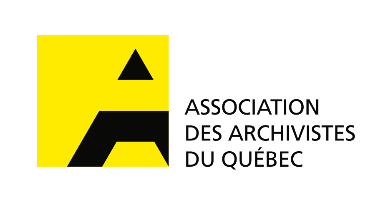 ASSOCIATION
DES ARCHIVISTES
DU QUÉBEC